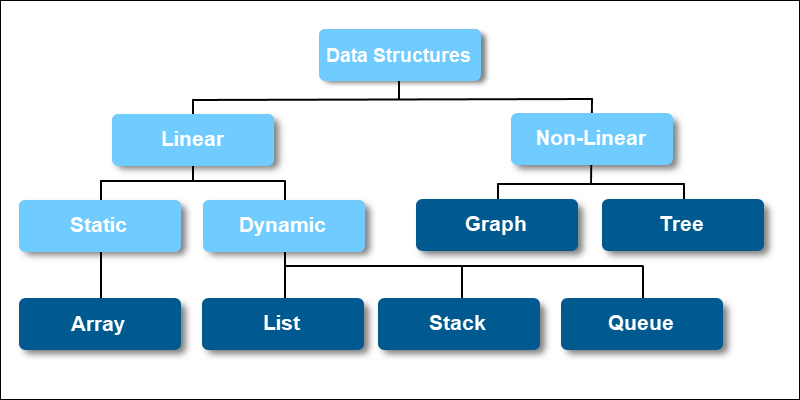 Data Structures
Linear
Non-Linear
Static
Dynamic
Graph
Tree
Array
List
Stack
Queue